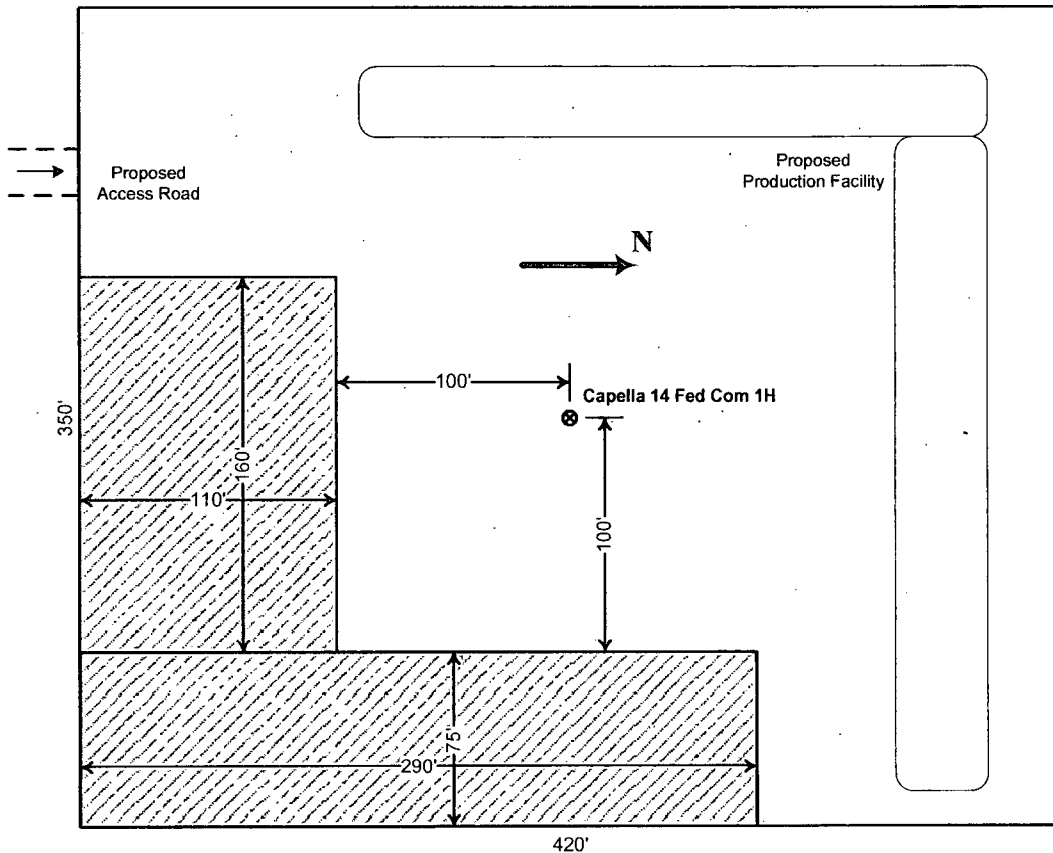 Proposed
Access Road
Proposed
Production Facility
N
100'
Capella 14 Fed Com 1H
350'
160'
110'
100'
75'
290'
420'